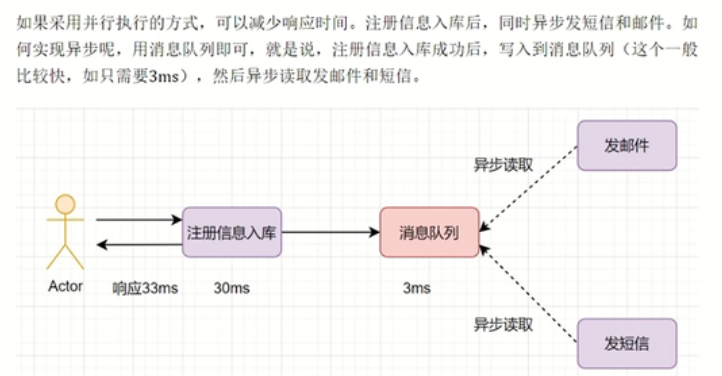 如果采用并行执行的方式，可以减少响应时间。注册信息入库后，同时异步发短信和邮件。如
何实现异步呢，用消息队列即可，就是说，注册信息入库成功后，写入到消息队列（这个一般
比较快，如只需要3ms），然后异步读取发邮件和短信。
发邮件
异步读取
注册信息入库
消息队列
Actor
响应33ms
30ms
3ms
异步读取
发短信